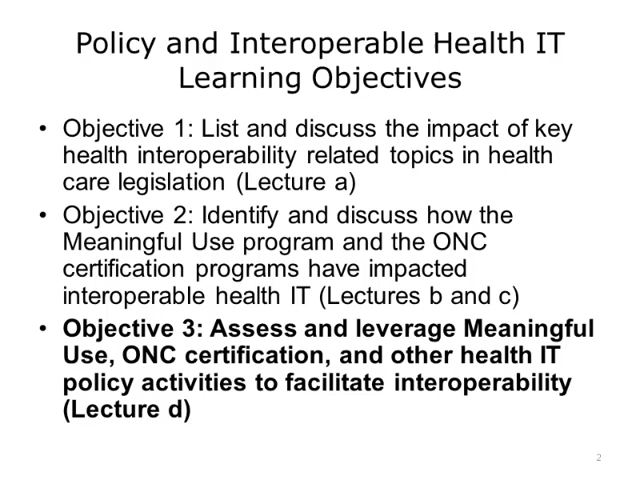 Policy and Interoperable Health IT
Learning Objectives
• Objective 1: List and discuss the impact of key
health interoperability related topics in health
care legislation (Lecture a)
• Objective 2: Identify and discuss how the
Meaningful Use program and the ONC
certification programs have impacted
interoperable health IT (Lectures b and c)
• Objective 3: Assess and leverage Meaningful
Use, ONC certification, and other health IT
policy activities to facilitate interoperability
(Lecture d)
2